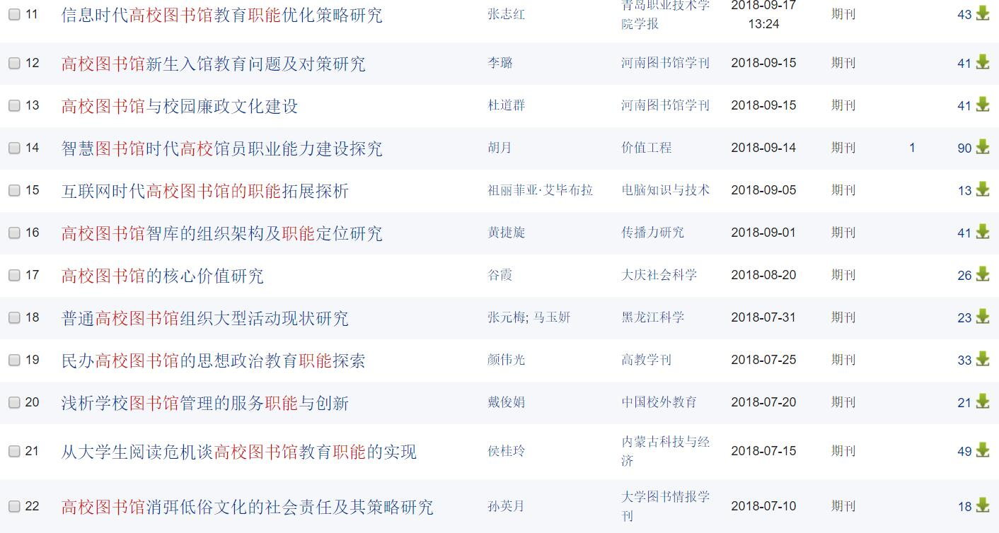 11 信息时代高校图书馆教育职能优化策略研究 张志红 青岛职业技术学 2018-09-17 期刊 43
院学报 13:24
12 高校图书馆新生入馆教育问题及对策研究 李璐 河南图书馆学刊 2018-09-15 期刊 41
13 高校图书馆与校园廉政文化建设 杜道群 河南图书馆学刊 2018-09-15 期刊 41
14 智慧图书馆时代高校馆员职业能力建设探究 胡月 价值工程 2018-09-14 期刊 1 90
15 互联网时代高校图书馆的职能拓展探析 祖丽菲亚·艾毕布拉 电脑知识与技术 2018-09-05 期刊 13
16 高校图书馆智库的组织架构及职能定位研究 黄捷旋 传播力研究 2018-09-01 期刊 41
17 高校图书馆的核心价值研究 谷霞 大庆社会科学 2018-08-20 期刊 26
18 普通高校图书馆组织大型活动现状研究 张元梅; 马玉妍 黑龙江科学 2018-07-31 期刊 23
19 民办高校图书馆的思想政治教育职能探索 颜伟光 高教学刊 2018-07-25 期刊 33
20 浅析学校图书馆管理的服务职能与创新 戴俊娟 中国校外教育 2018-07-20 期刊 21
21 从大学生阅读危机谈高校图书馆教育职能的实现 侯桂玲 内蒙古科技与经 2018-07-15 期刊 49
济
22 高校图书馆消弭低俗文化的社会责任及其策略研究 孙英月 大学图书情报学 2018-07-10 期刊 18
刊